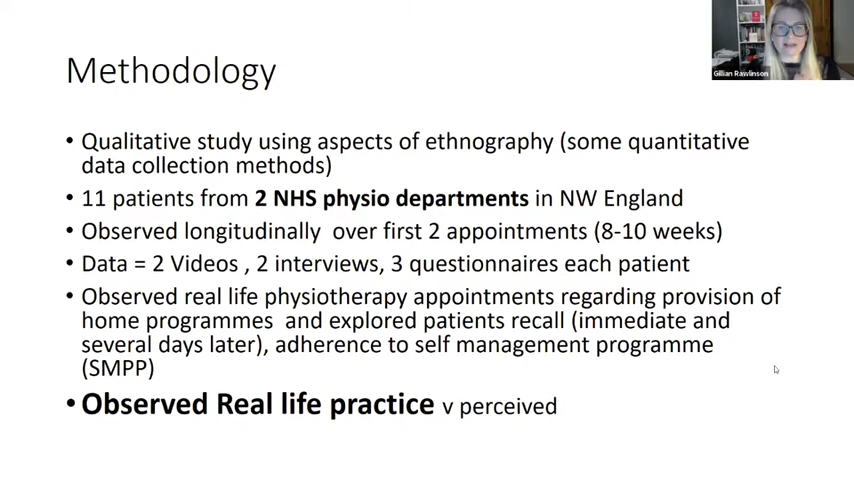 Gillian Rawlinson
Methodology
• Qualitative study using aspects of ethnography (some quantitative
data collection methods)
• 11 patients from 2 NHS physio departments in NW England
• Observed longitudinally over first 2 appointments (8-10 weeks)
• Data = 2 Videos , 2 interviews, 3 questionnaires each patient
• Observed real life physiotherapy appointments regarding provision of
home programmes and explored patients recall (immediate and
several days later), adherence to self management programme
(SMPP)
• Observed Real life practice v perceived